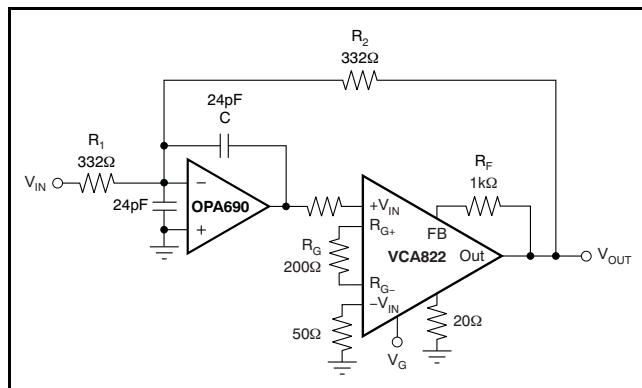 R2
332Ω
24pF
C
R1
332Ω
VIN
24pF
−
OPA690
+
RF
1kΩ
+VIN
RG+
FB
RG
200Ω
VCA822
Out
VOUT
RG−
−VIN
50Ω
20Ω
VG